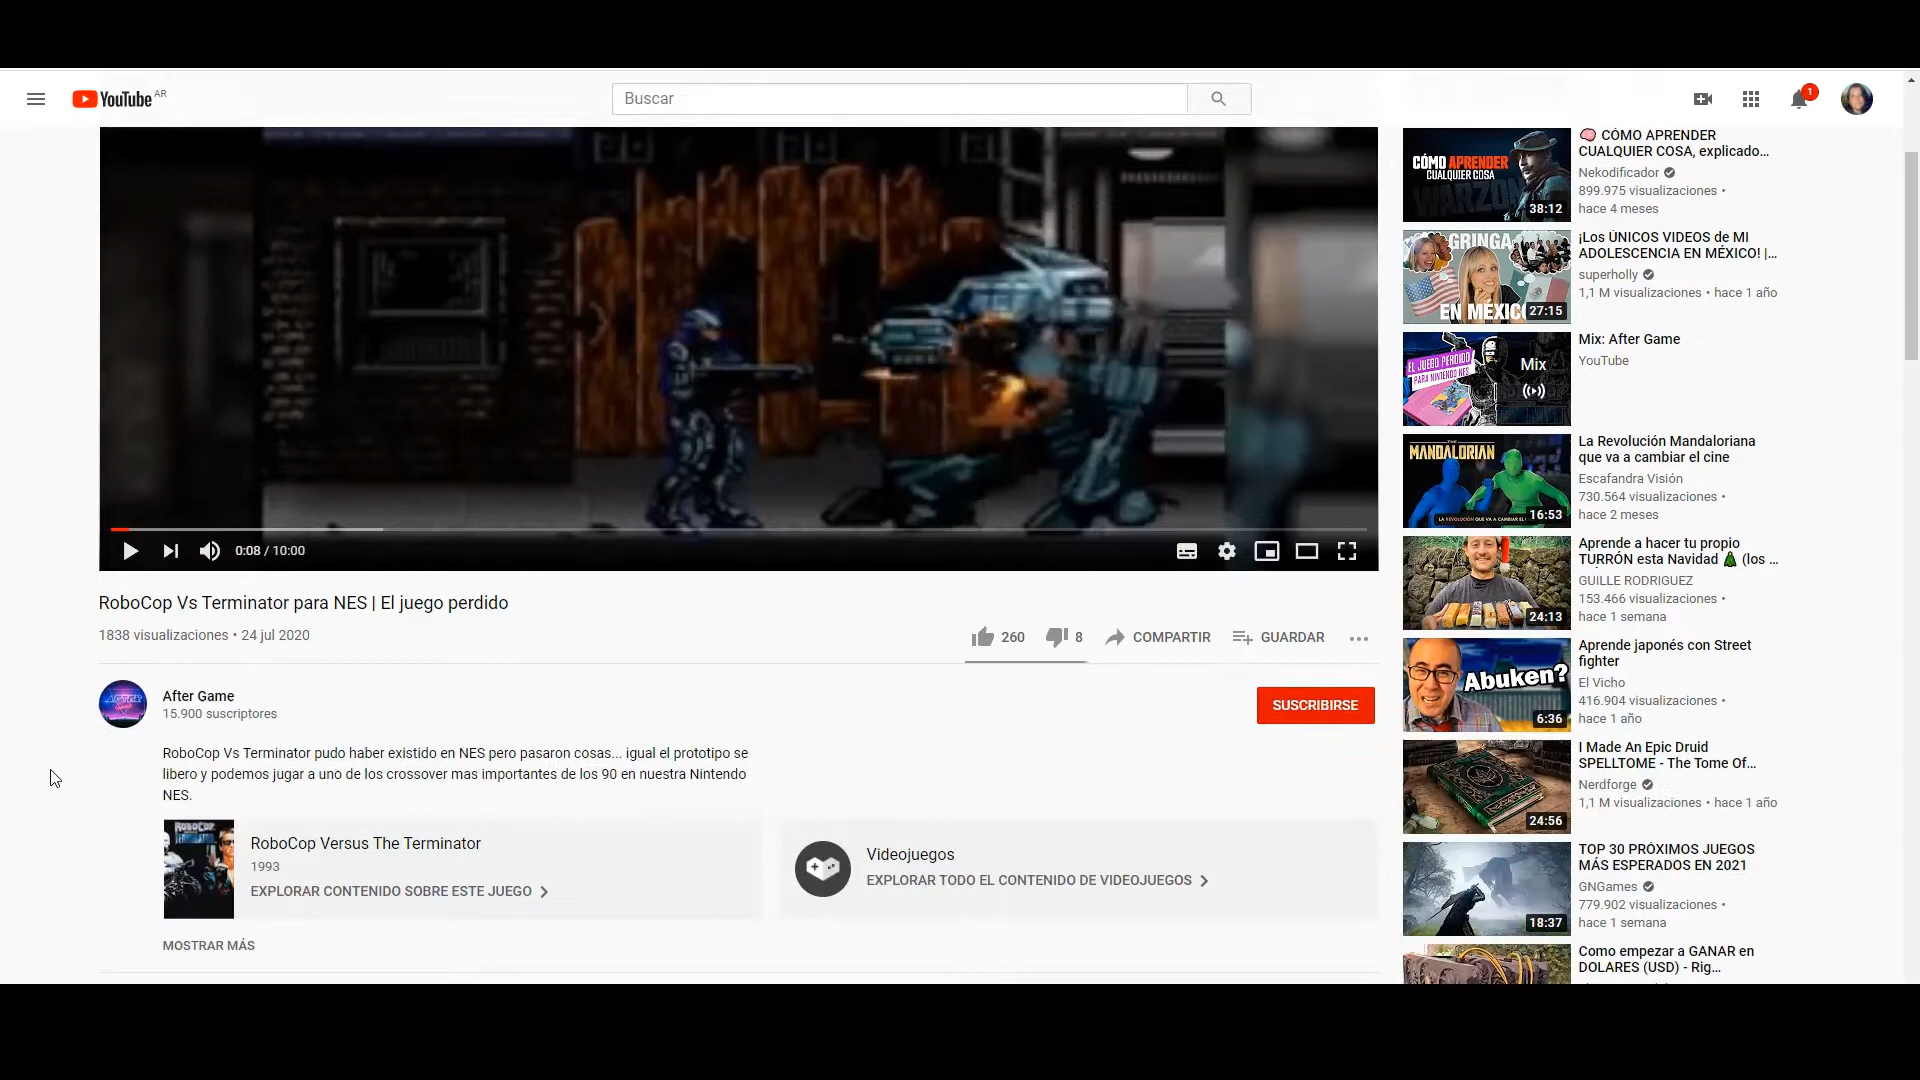 YouTube AR
Buscar
1
0:08 / 10:00
RoboCop Vs Terminator para NES | El juego perdido
1838 visualizaciones • 24 jul 2020
260
8
COMPARTIR
GUARDAR
After Game
15.900 suscriptores
SUSCRIBIRSE
RoboCop Vs Terminator pudo haber existido en NES pero pasaron cosas... igual el prototipo se
libero y podemos jugar a uno de los crossover mas importantes de los 90 en nuestra Nintendo
NES.
ROBOCOP
RoboCop Versus The Terminator
1993
EXPLORAR CONTENIDO SOBRE ESTE JUEGO
Videojuegos
EXPLORAR TODO EL CONTENIDO DE VIDEOJUEGOS
MOSTRAR MÁS
CÓMO APRENDER
CUALQUIER COSA
WARZON
38:12
CÓMO APRENDER
CUALQUIER COSA, explicado...
Nekodificador
899.975 visualizaciones •
hace 4 meses
GRINGA
EN MÉXICO
27:15
¡Los ÚNICOS VIDEOS de MI
ADOLESCENCIA EN MÉXICO! |...
superholly
1,1 M visualizaciones • hace 1 año
EL JUEGO PERDIDO
PARA NINTENDO NES
Mix
Mix: After Game
YouTube
THE
MANDALORIAN
LA REVOLUCIÓN QUE VA A CAMBIAR EL
16:53
La Revolución Mandaloriana
que va a cambiar el cine
Escafandra Visión
730.564 visualizaciones •
hace 2 meses
24:13
Aprende a hacer tu propio
TURRÓN esta Navidad 🎄 (los ...
GUILLE RODRIGUEZ
153.466 visualizaciones •
hace 1 semana
Abuken?
6:36
Aprende japonés con Street
fighter
El Vicho
416.904 visualizaciones •
hace 1 año
24:56
I Made An Epic Druid
SPELLTOME - The Tome Of...
Nerdforge
1,1 M visualizaciones • hace 1 año
18:37
TOP 30 PRÓXIMOS JUEGOS
MÁS ESPERADOS EN 2021
GNGames
779.902 visualizaciones •
hace 1 semana
Como empezar a GANAR en
DOLARES (USD) - Rig...